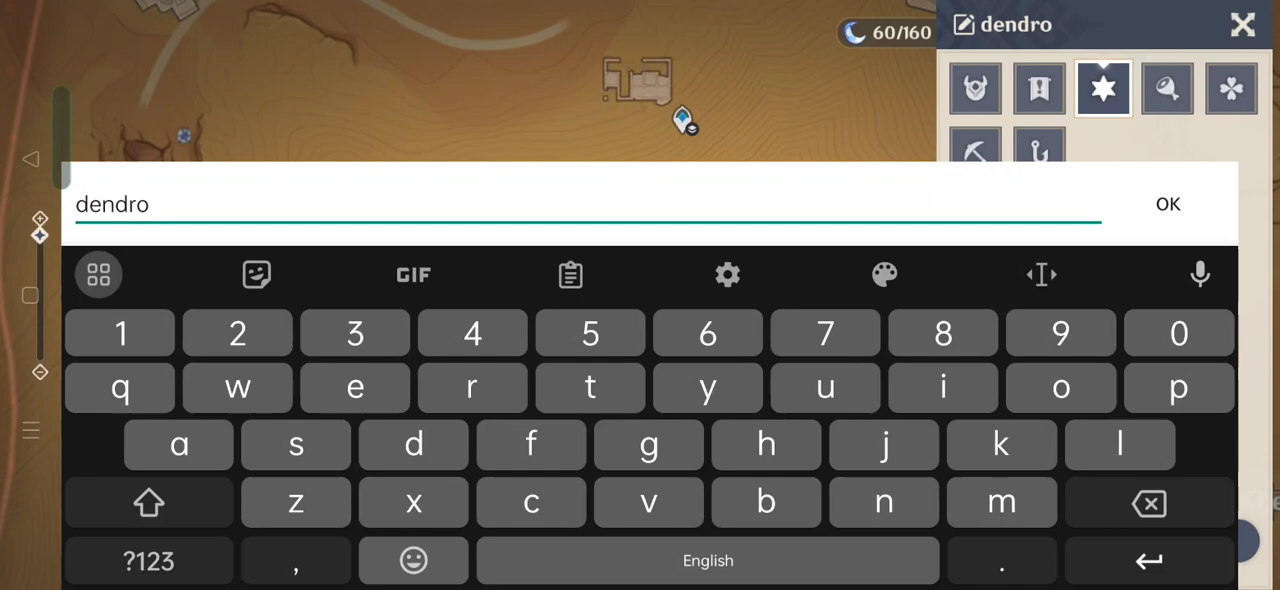 60/160
dendro
dendro
OK
GIF
1 2 3 4 5 6 7 8 9 0
q w e r t y u i o p
a s d f g h j k l
z x c v b n m
?123 , English .